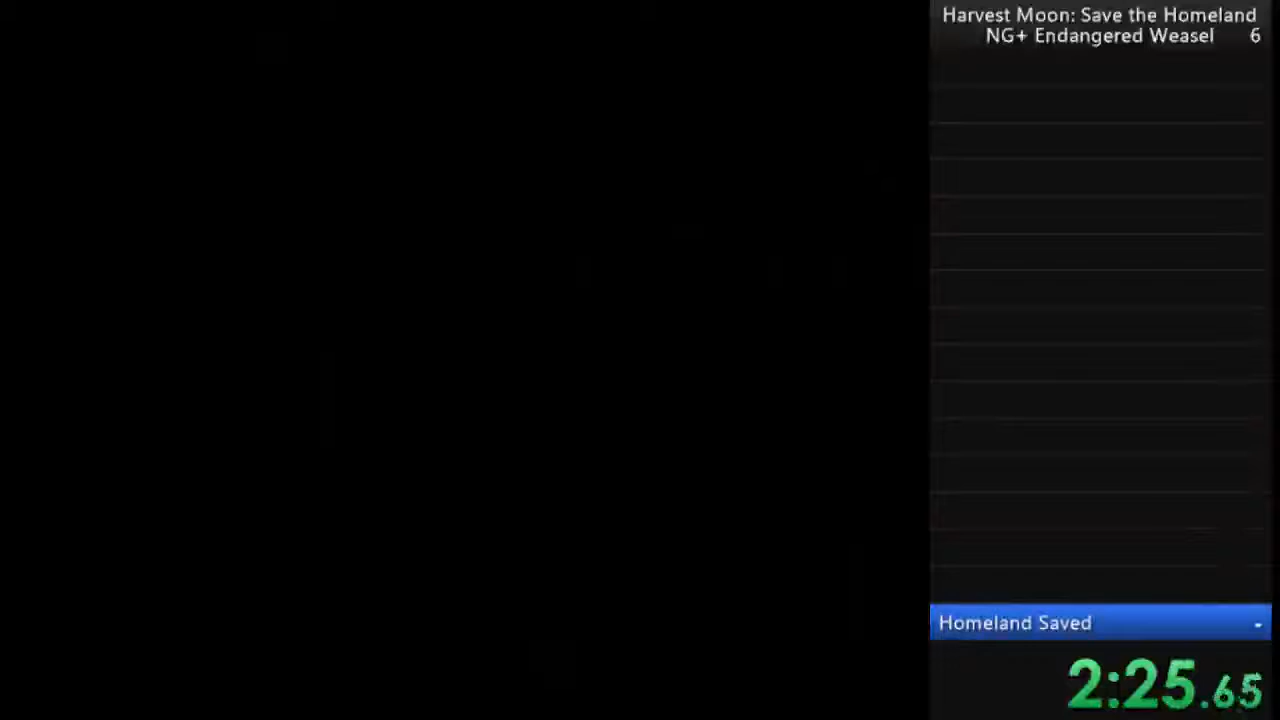 Harvest Moon: Save the Homeland
NG+ Endangered Weasel 6
Homeland Saved -
2:25.65